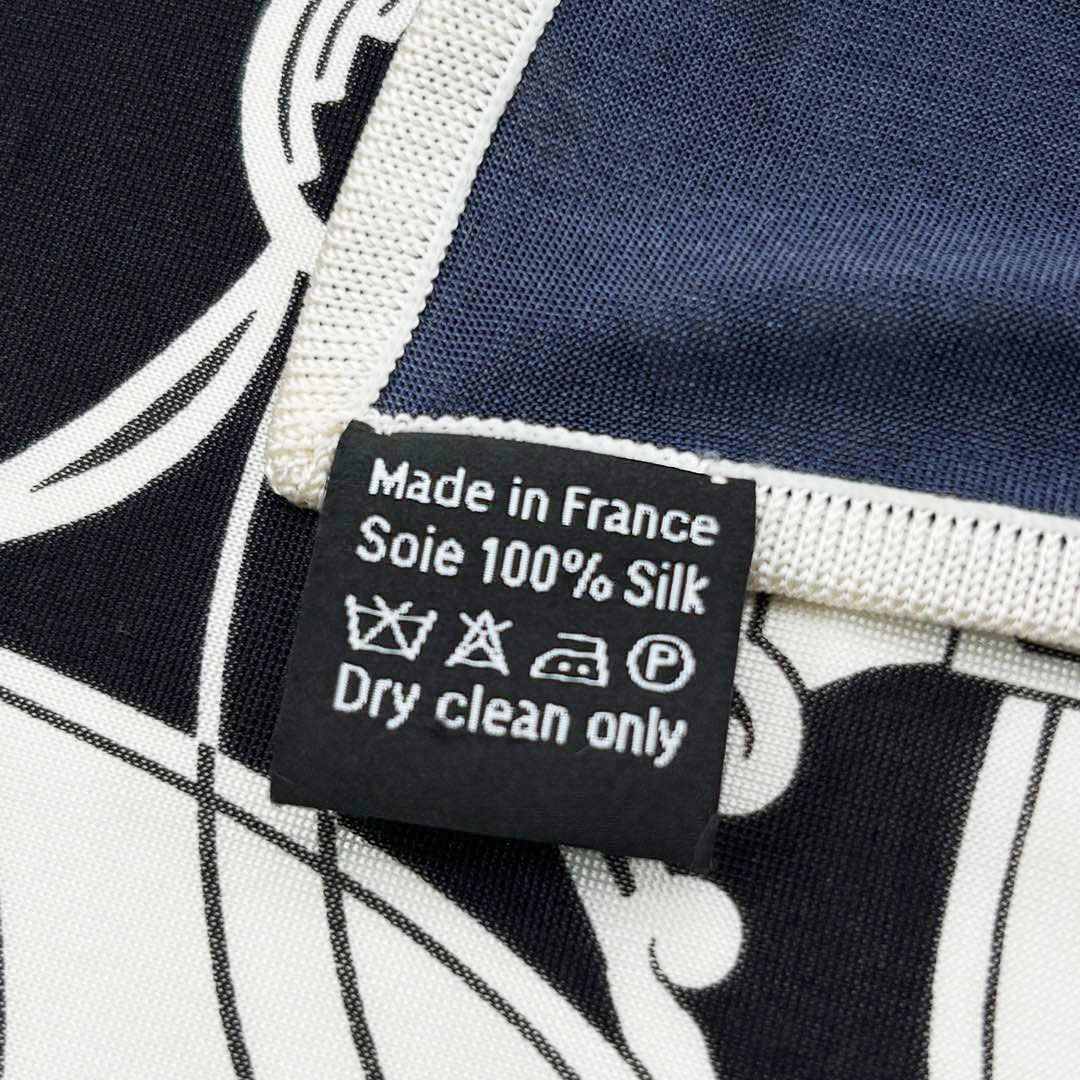 Made in France
Soie 100% Silk
P
Dry clean only